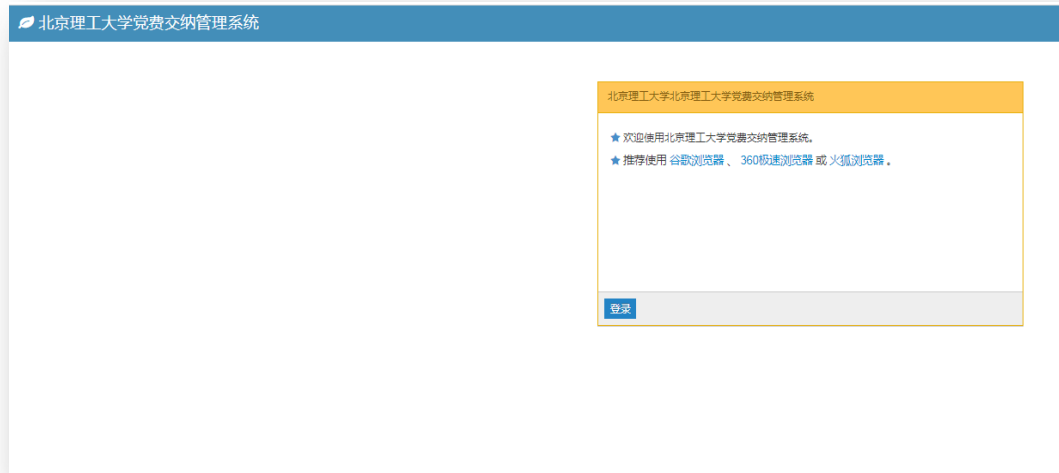 北京理工大学党费交纳管理系统
北京理工大学北京理工大学党费交纳管理系统
欢迎使用北京理工大学党费交纳管理系统。
推荐使用 谷歌浏览器 、 360极速浏览器 或 火狐浏览器 。
登录